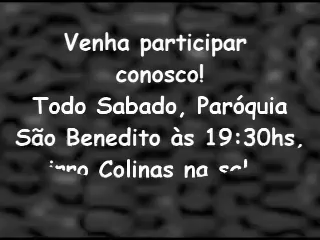 Venha participar
conosco!
Todo Sabado, Paróquia
São Benedito às 19:30hs,
Colinas na